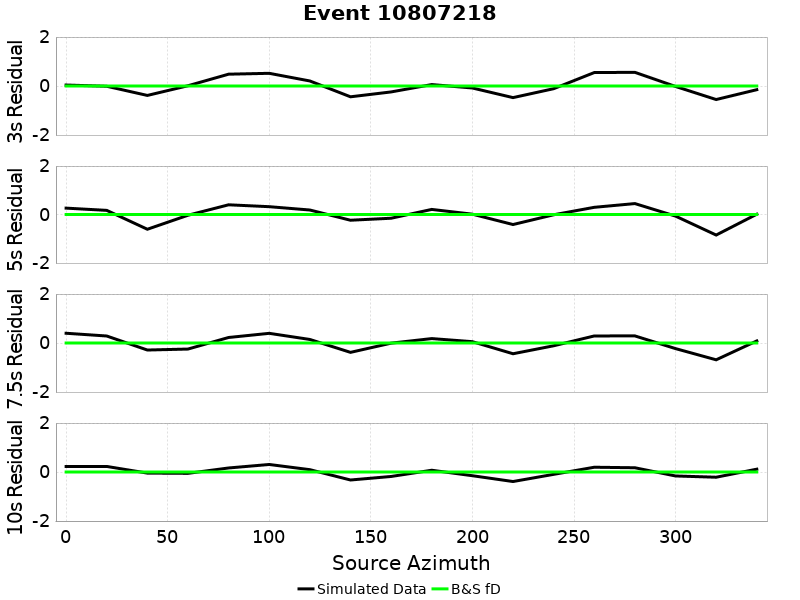 Event 10807218
3s Residual
2
0
-2
5s Residual
2
0
-2
7.5s Residual
2
0
-2
10s Residual
2
0
-2
0 50 100 150 200 250 300
Source Azimuth
Simulated Data B&S fD